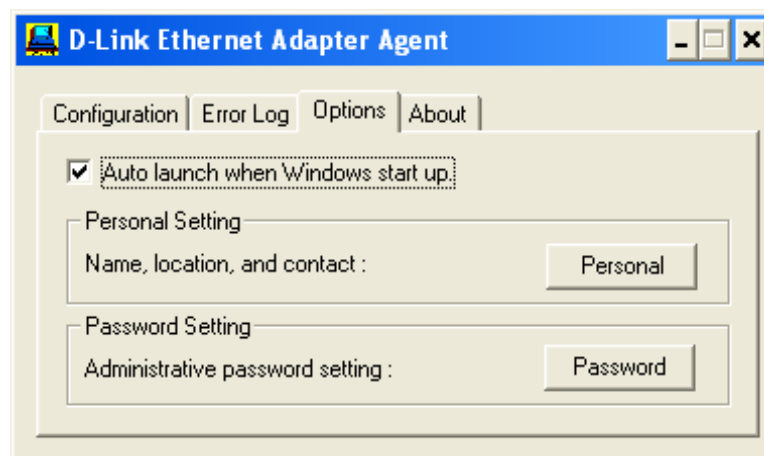 D-Link Ethernet Adapter Agent
Configuration Error Log Options About
Auto launch when Windows start up.
Personal Setting
Name, location, and contact : Personal
Password Setting
Administrative password setting : Password